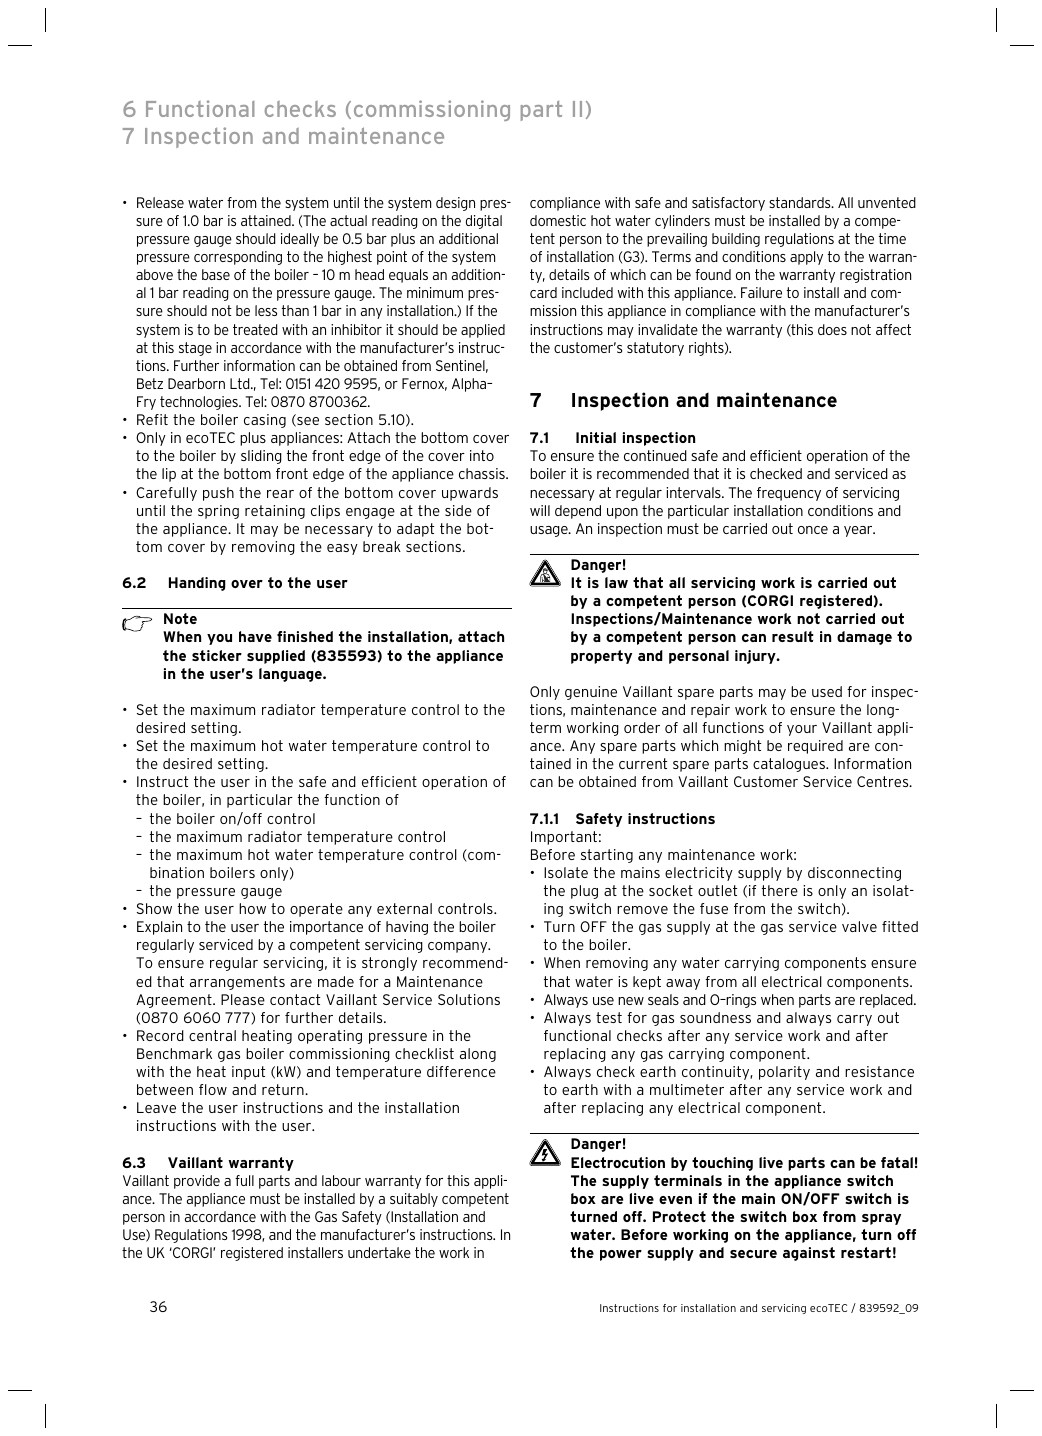 6 Functional checks (commissioning part II)
7 Inspection and maintenance
• Release water from the system until the system design pres-
sure of 1.0 bar is attained. (The actual reading on the digital
pressure gauge should ideally be 0.5 bar plus an additional
pressure corresponding to the highest point of the system
above the base of the boiler – 10 m head equals an addition-
al 1 bar reading on the pressure gauge. The minimum pres-
sure should not be less than 1 bar in any installation.) If the
system is to be treated with an inhibitor it should be applied
at this stage in accordance with the manufacturer's instruc-
tions. Further information can be obtained from Sentinel,
Betz Dearborn Ltd., Tel: 0151 420 9595, or Fernox, Alpha–
Fry technologies. Tel: 0870 8700362.
• Refit the boiler casing (see section 5.10).
• Only in ecoTEC plus appliances: Attach the bottom cover
to the boiler by sliding the front edge of the cover into
the lip at the bottom front edge of the appliance chassis.
• Carefully push the rear of the bottom cover upwards
until the spring retaining clips engage at the side of
the appliance. It may be necessary to adapt the bot-
tom cover by removing the easy break sections.
6.2 Handing over to the user
Note
When you have finished the installation, attach
the sticker supplied (835593) to the appliance
in the user's language.
• Set the maximum radiator temperature control to the
desired setting.
• Set the maximum hot water temperature control to
the desired setting.
• Instruct the user in the safe and efficient operation of
the boiler, in particular the function of
– the boiler on/off control
– the maximum radiator temperature control
– the maximum hot water temperature control (com-
bination boilers only)
– the pressure gauge
• Show the user how to operate any external controls.
• Explain to the user the importance of having the boiler
regularly serviced by a competent servicing company.
To ensure regular servicing, it is strongly recommend-
ed that arrangements are made for a Maintenance
Agreement. Please contact Vaillant Service Solutions
(0870 6060 777) for further details.
• Record central heating operating pressure in the
Benchmark gas boiler commissioning checklist along
with the heat input (kW) and temperature difference
between flow and return.
• Leave the user instructions and the installation
instructions with the user.
6.3 Vaillant warranty
Vaillant provide a full parts and labour warranty for this appli-
ance. The appliance must be installed by a suitably competent
person in accordance with the Gas Safety (Installation and
Use) Regulations 1998, and the manufacturer's instructions. In
the UK 'CORGI' registered installers undertake the work in
compliance with safe and satisfactory standards. All unvented
domestic hot water cylinders must be installed by a compe-
tent person to the prevailing building regulations at the time
of installation (G3). Terms and conditions apply to the warran-
ty, details of which can be found on the warranty registration
card included with this appliance. Failure to install and com-
mission this appliance in compliance with the manufacturer's
instructions may invalidate the warranty (this does not affect
the customer's statutory rights).
7 Inspection and maintenance
7.1 Initial inspection
To ensure the continued safe and efficient operation of the
boiler it is recommended that it is checked and serviced as
necessary at regular intervals. The frequency of servicing
will depend upon the particular installation conditions and
usage. An inspection must be carried out once a year.
Danger!
It is law that all servicing work is carried out
by a competent person (CORGI registered).
Inspections/Maintenance work not carried out
by a competent person can result in damage to
property and personal injury.
Only genuine Vaillant spare parts may be used for inspec-
tions, maintenance and repair work to ensure the long-
term working order of all functions of your Vaillant appli-
ance. Any spare parts which might be required are con-
tained in the current spare parts catalogues. Information
can be obtained from Vaillant Customer Service Centres.
7.1.1 Safety instructions
Important:
Before starting any maintenance work:
• Isolate the mains electricity supply by disconnecting
the plug at the socket outlet (if there is only an isolat-
ing switch remove the fuse from the switch).
• Turn OFF the gas supply at the gas service valve fitted
to the boiler.
• When removing any water carrying components ensure
that water is kept away from all electrical components.
• Always use new seals and O–rings when parts are replaced.
• Always test for gas soundness and always carry out
functional checks after any service work and after
replacing any gas carrying component.
• Always check earth continuity, polarity and resistance
to earth with a multimeter after any service work and
after replacing any electrical component.
Danger!
Electrocution by touching live parts can be fatal!
The supply terminals in the appliance switch
box are live even if the main ON/OFF switch is
turned off. Protect the switch box from spray
water. Before working on the appliance, turn off
the power supply and secure against restart!
36
Instructions for installation and servicing ecoTEC / 839592_09